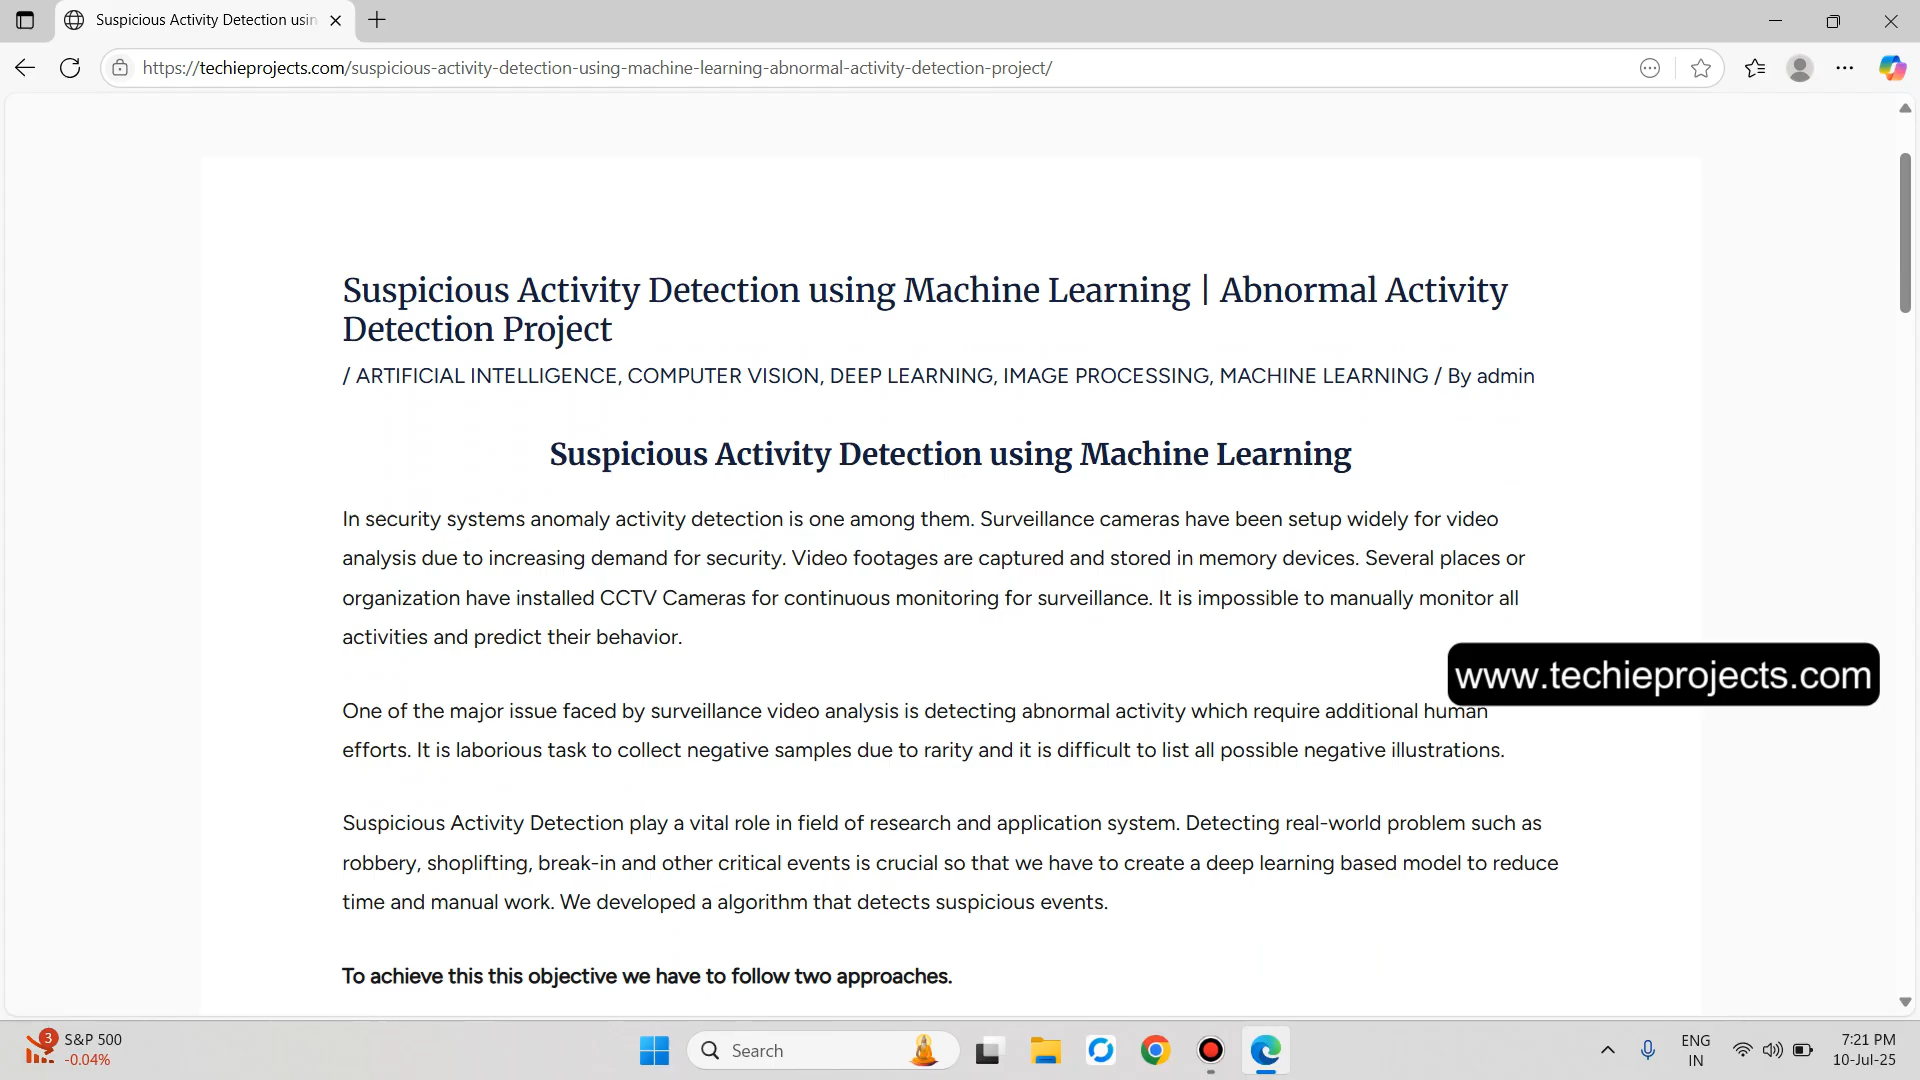 Suspicious Activity Detection usin
https://techieprojects.com/suspicious-activity-detection-using-machine-learning-abnormal-activity-detection-project/
Suspicious Activity Detection using Machine Learning | Abnormal Activity
Detection Project
/ ARTIFICIAL INTELLIGENCE, COMPUTER VISION, DEEP LEARNING, IMAGE PROCESSING, MACHINE LEARNING / By admin
Suspicious Activity Detection using Machine Learning
In security systems anomaly activity detection is one among them. Surveillance cameras have been setup widely for video
analysis due to increasing demand for security. Video footages are captured and stored in memory devices. Several places or
organization have installed CCTV Cameras for continuous monitoring for surveillance. It is impossible to manually monitor all
activities and predict their behavior.
www.techieprojects.com
One of the major issue faced by surveillance video analysis is detecting abnormal activity which require additional human
efforts. It is laborious task to collect negative samples due to rarity and it is difficult to list all possible negative illustrations.
Suspicious Activity Detection play a vital role in field of research and application system. Detecting real-world problem such as
robbery, shoplifting, break-in and other critical events is crucial so that we have to create a deep learning based model to reduce
time and manual work. We developed a algorithm that detects suspicious events.
To achieve this this objective we have to follow two approaches.
3
S&P 500
-0.04%
Search
ENG
IN
7:21 PM
10-Jul-25